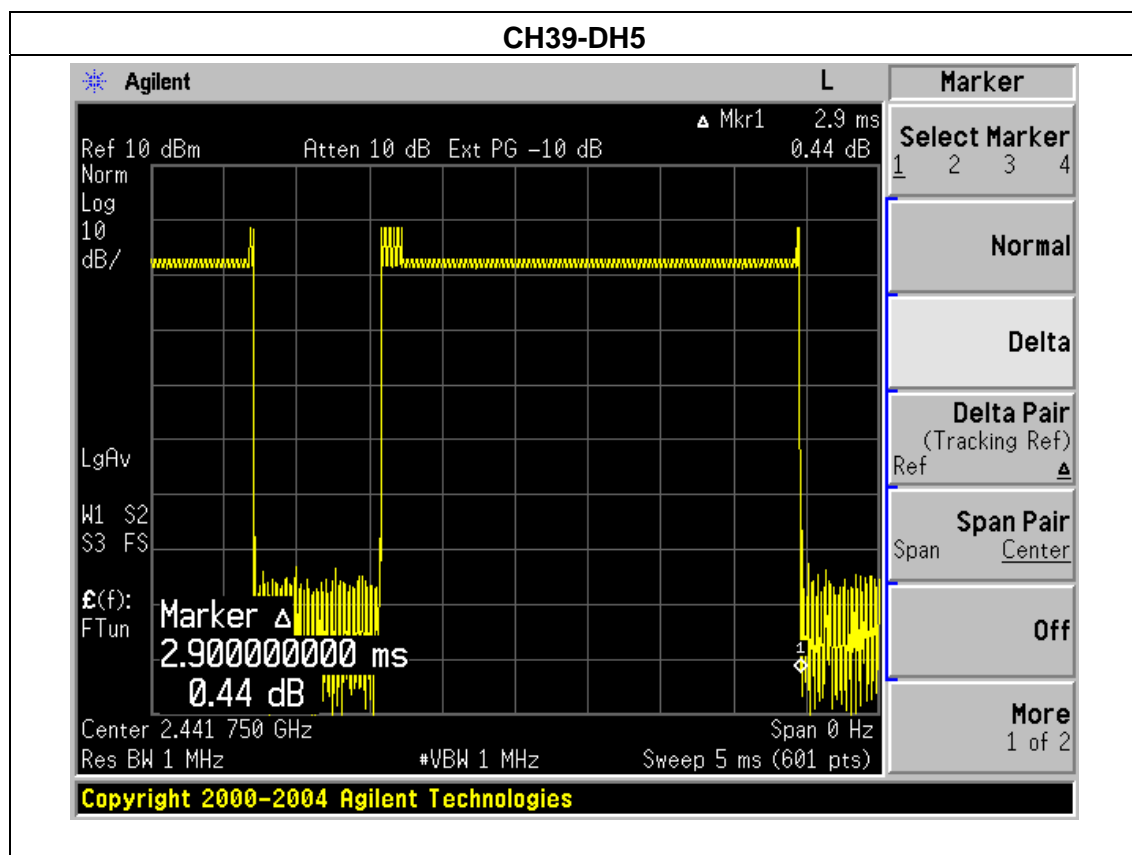 CH39-DH5
Agilent L Marker
Δ Mkr1 2.9 ms
Ref 10 dBm Atten 10 dB Ext PG -10 dB 0.44 dB
Norm
Log
10
dB/
LgAv
W1 S2
S3 FS
£(f):
FTun
1
Marker Δ
2.900000000 ms
0.44 dB
Center 2.441 750 GHz Span 0 Hz
Res BW 1 MHz #VBW 1 MHz Sweep 5 ms (601 pts)
Copyright 2000-2004 Agilent Technologies
Select Marker
1 2 3 4
Normal
Delta
Delta Pair
(Tracking Ref)
Ref Δ
Span Pair
Span Center
Off
More
1 of 2